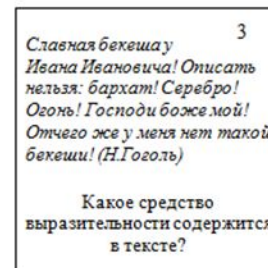 3
Славная бекеша у
Ивана Ивановича! Описать
нельзя: бархат! Серебро!
Огонь! Господи боже мой!
Отчего же у меня нет такой
бекеши! (Н.Гоголь)
Какое средство
выразительности содержится
в тексте?